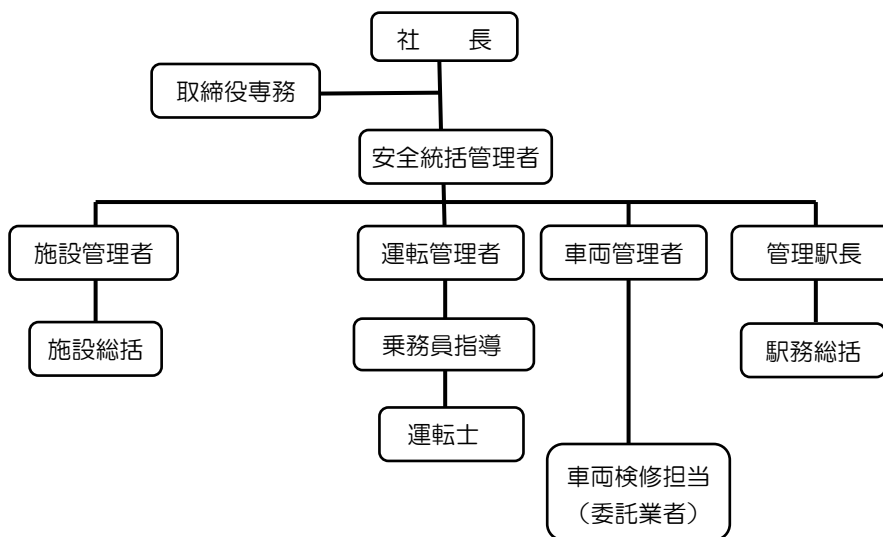 社　　長
取締役専務
安全統括管理者
施設管理者
運転管理者
車両管理者
管理駅長
施設総括
乗務員指導
駅務総括
運転士
車両検修担当
（委託業者）